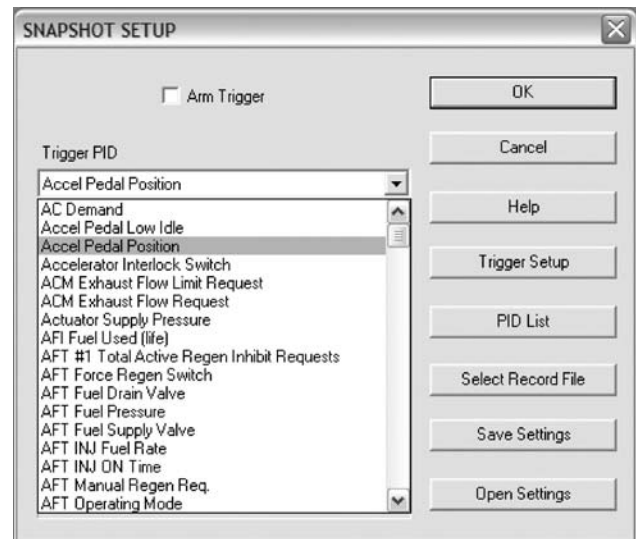 SNAPSHOT SETUP
Arm Trigger
Trigger PID
Accel Pedal Position
AC Demand
Accel Pedal Low Idle
Accel Pedal Position
Accelerator Interlock Switch
ACM Exhaust Flow Limit Request
ACM Exhaust Flow Request
Actuator Supply Pressure
AFI Fuel Used (life)
AFT #1 Total Active Regen Inhibit Requests
AFT Force Regen Switch
AFT Fuel Drain Valve
AFT Fuel Pressure
AFT Fuel Supply Valve
AFT INJ Fuel Rate
AFT INJ ON Time
AFT Manual Regen Req.
AFT Operating Mode
OK
Cancel
Help
Trigger Setup
PID List
Select Record File
Save Settings
Open Settings